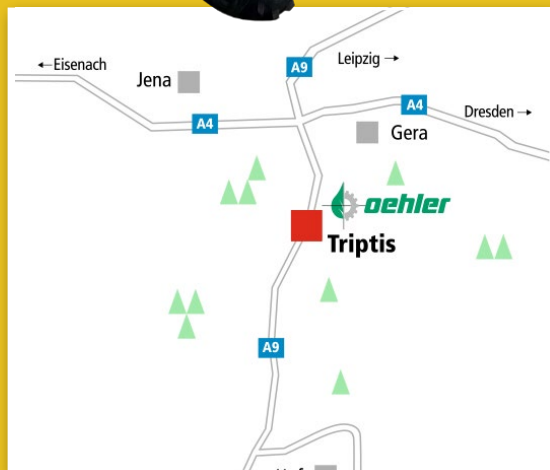 A9
Leipzig →
←Eisenach
Jena
A4
A4
Dresden →
Gera
oehler
Triptis
A9